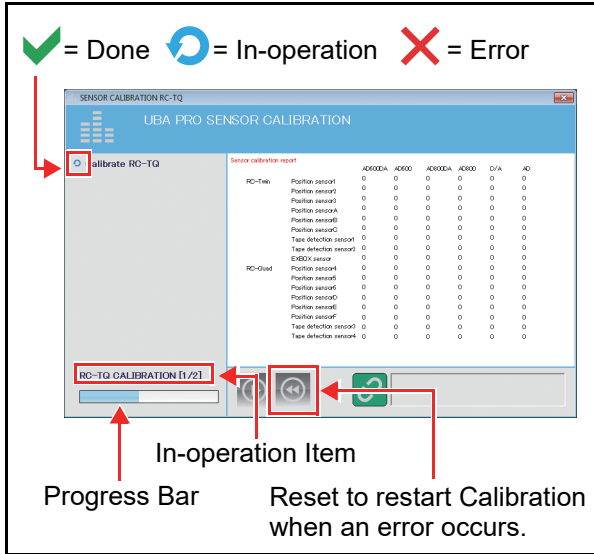 = Done = In-operation = Error
SENSOR CALIBRATION RC-TQ
UBA PRO SENSOR CALIBRATION
Calibrate RC-TQ
Sensor calibration report
AD500DA AD500 AD800DA AD800 D/A AD
RC-Twin Position sensor1 0 0 0 0 0 0
Position sensor2 0 0 0 0 0 0
Position sensor3 0 0 0 0 0 0
Position sensorA 0 0 0 0 0 0
Position sensorB 0 0 0 0 0 0
Position sensorC 0 0 0 0 0 0
Tape detection sensor1 0 0 0 0 0 0
Tape detection sensor2 0 0 0 0 0 0
EXBOX sensor 0 0 0 0 0 0
RC-Quad Position sensor4 0 0 0 0 0 0
Position sensor5 0 0 0 0 0 0
Position sensor6 0 0 0 0 0 0
Position sensorD 0 0 0 0 0 0
Position sensorE 0 0 0 0 0 0
Position sensorF 0 0 0 0 0 0
Tape detection sensor3 0 0 0 0 0 0
Tape detection sensor4 0 0 0 0 0 0
RC-TQ CALIBRATION [1/2]
In-operation Item
Progress Bar
Reset to restart Calibration
when an error occurs.